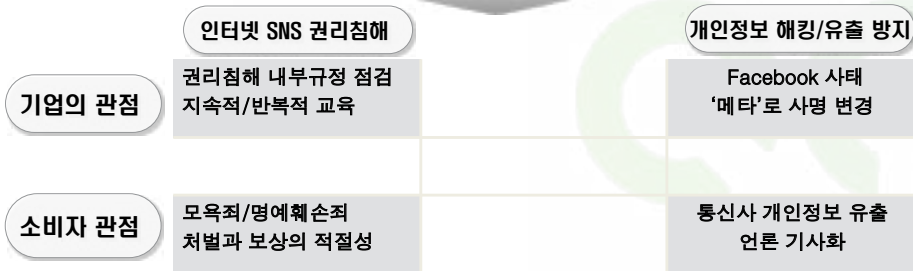 인터넷 SNS 권리침해
개인정보 해킹/유출 방지
기업의 관점
권리침해 내부규정 점검
지속적/반복적 교육
Facebook 사태
‘메타’로 사명 변경
소비자 관점
모욕죄/명예훼손죄
처벌과 보상의 적절성
통신사 개인정보 유출
언론 기사화